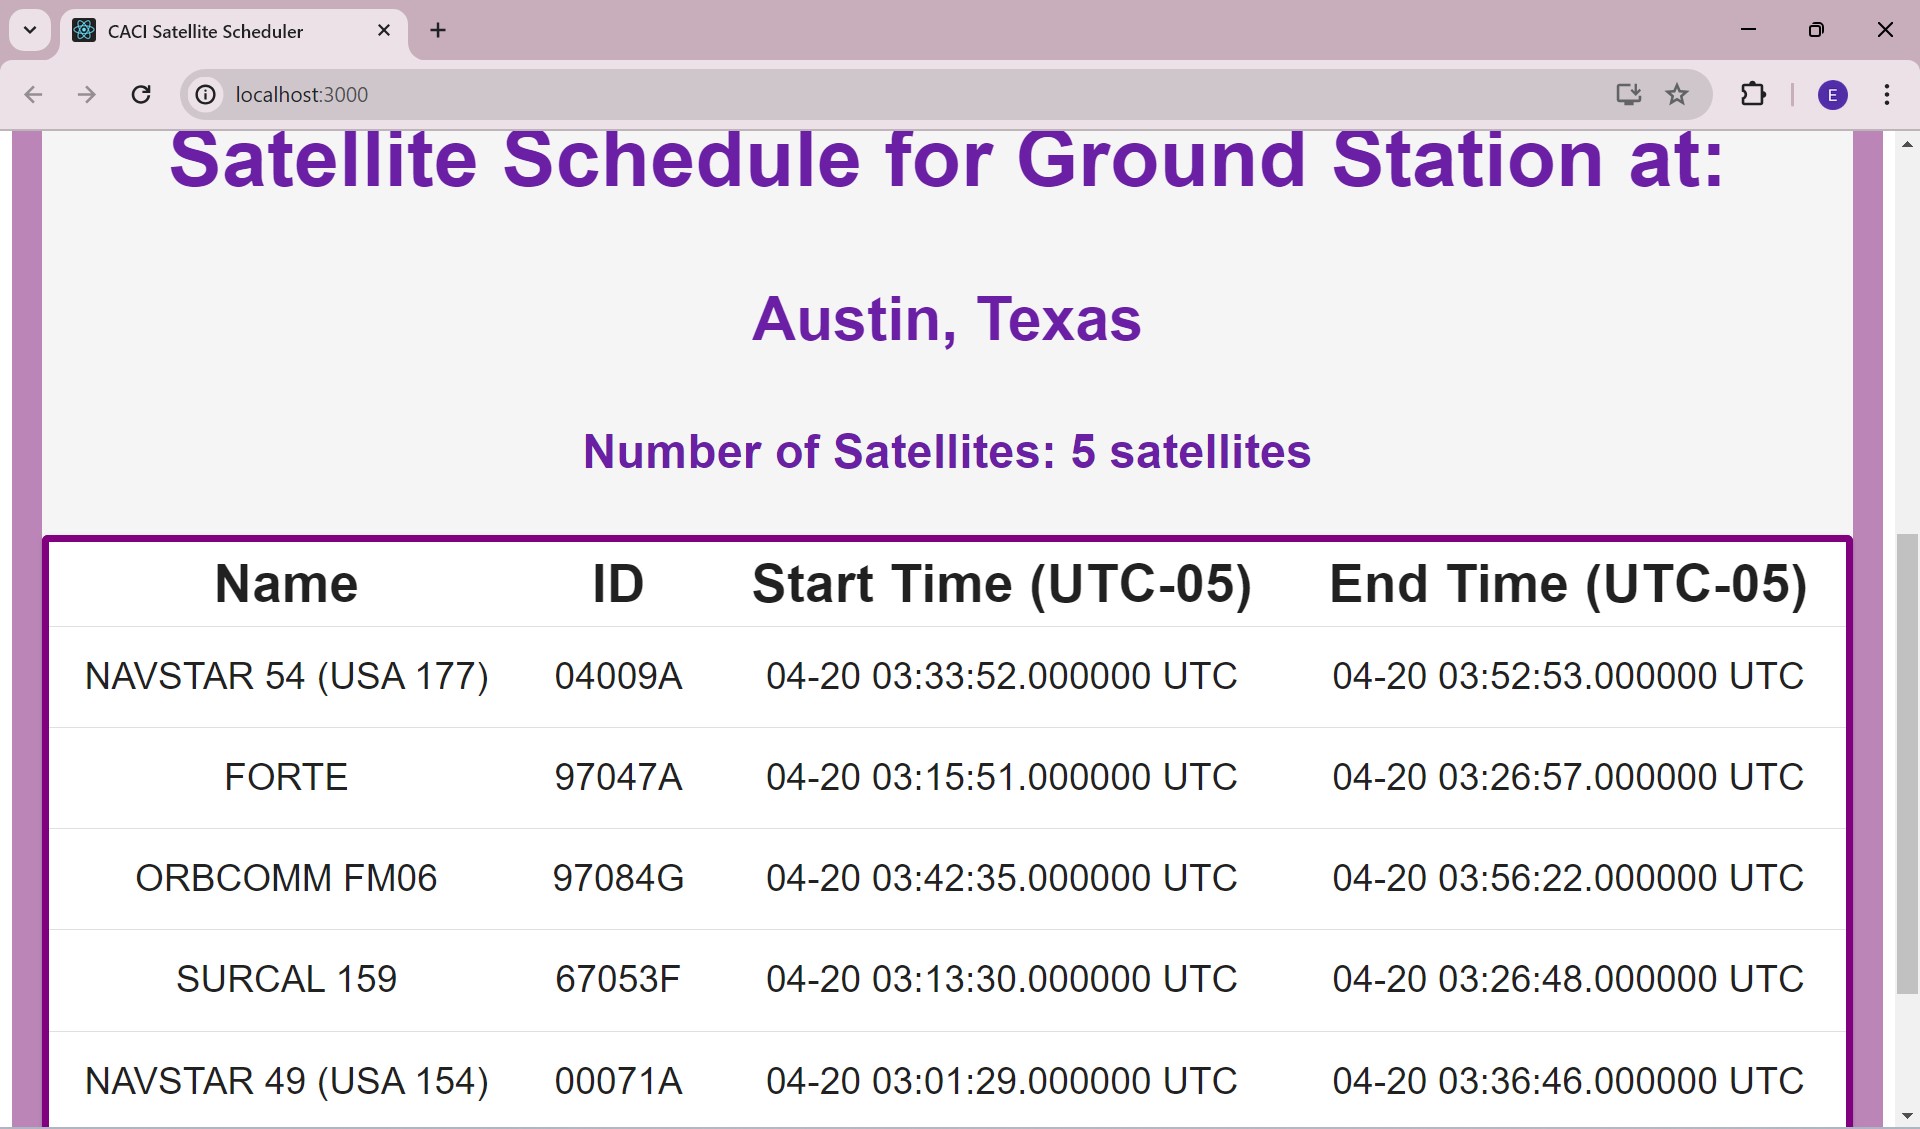 CACI Satellite Scheduler
localhost:3000
E
Satellite Schedule for Ground Station at:
Austin, Texas
Number of Satellites: 5 satellites
Name ID Start Time (UTC-05) End Time (UTC-05)
NAVSTAR 54 (USA 177) 04009A 04-20 03:33:52.000000 UTC 04-20 03:52:53.000000 UTC
FORTE 97047A 04-20 03:15:51.000000 UTC 04-20 03:26:57.000000 UTC
ORBCOMM FM06 97084G 04-20 03:42:35.000000 UTC 04-20 03:56:22.000000 UTC
SURCAL 159 67053F 04-20 03:13:30.000000 UTC 04-20 03:26:48.000000 UTC
NAVSTAR 49 (USA 154) 00071A 04-20 03:01:29.000000 UTC 04-20 03:36:46.000000 UTC